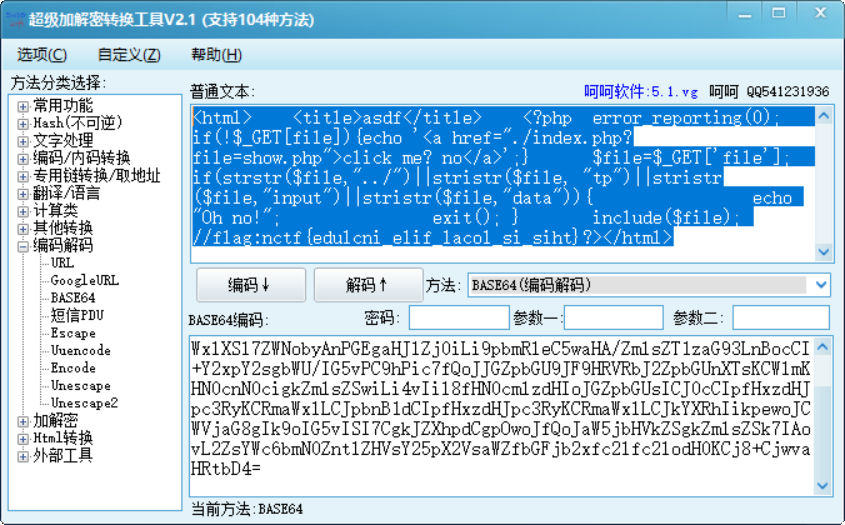 超级加解密转换工具V2.1 (支持104种方法)
选项(C) 自定义(Z) 帮助(H)
方法分类选择:
常用功能
Hash(不可逆)
文字处理
编码/内码转换
专用链转换/取地址
翻译/语言
计算类
其他转换
编码解码
URL
GoogleURL
BASE64
短信PDU
Escape
Uuencode
Encode
Unescape
Unescape2
加解密
Html转换
外部工具
普通文本: 呵呵软件:5.1.vg 呵呵 QQ541231936
<html> <title>asdf</title> <?php error_reporting(0);
if(!$_GET[file]){echo '<a href="./index.php?
file=show.php">click me? no</a>';} $file=$_GET['file'];
if(strstr($file,"../")||stristr($file, "tp")||stristr
($file,"input")||stristr($file,"data")){ echo
"Oh no!"; exit(); } include($file);
//flag:nctf{edulcni_elif_lacol_si_siht}?></html>
编码↓ 解码↑ 方法: BASE64(编码解码)
BASE64编码: 密码: 参数一: 参数二:
Wx1XS17ZWNobyAnPGEgaHJ1Zj0iLi9pbmR1eC5waHA/Zm1sZT1zaG93LnBocCI
+Y2xpY2sgbWU/IG5vPC9hPic7fQoJJGZpbGU9JF9HRVRbJ2ZpbGUnXTsKCW1mK
HN0cnN0cigkZm1sZSwiLi4vIi18fHN0cm1zdHIoJGZpbGUsICJ0cCIpfHxzdHJ
pc3RyKCRmaWx1LCJpbnB1dCIpfHxzdHJpc3RyKCRmaWx1LCJkYXRhIikpewoJC
WVjaG8gIk9oIG5vISI7CgkJZXhpdCgpOwoJfQoJaW5jbHVkZSgkZm1sZSk7IAo
vL2ZsYWc6bmN0Znt1ZHVsY25pX2VsaWZfbGFjb2xfc21fc21odH0KCj8+Cjwva
HRtbD4=
当前方法:BASE64